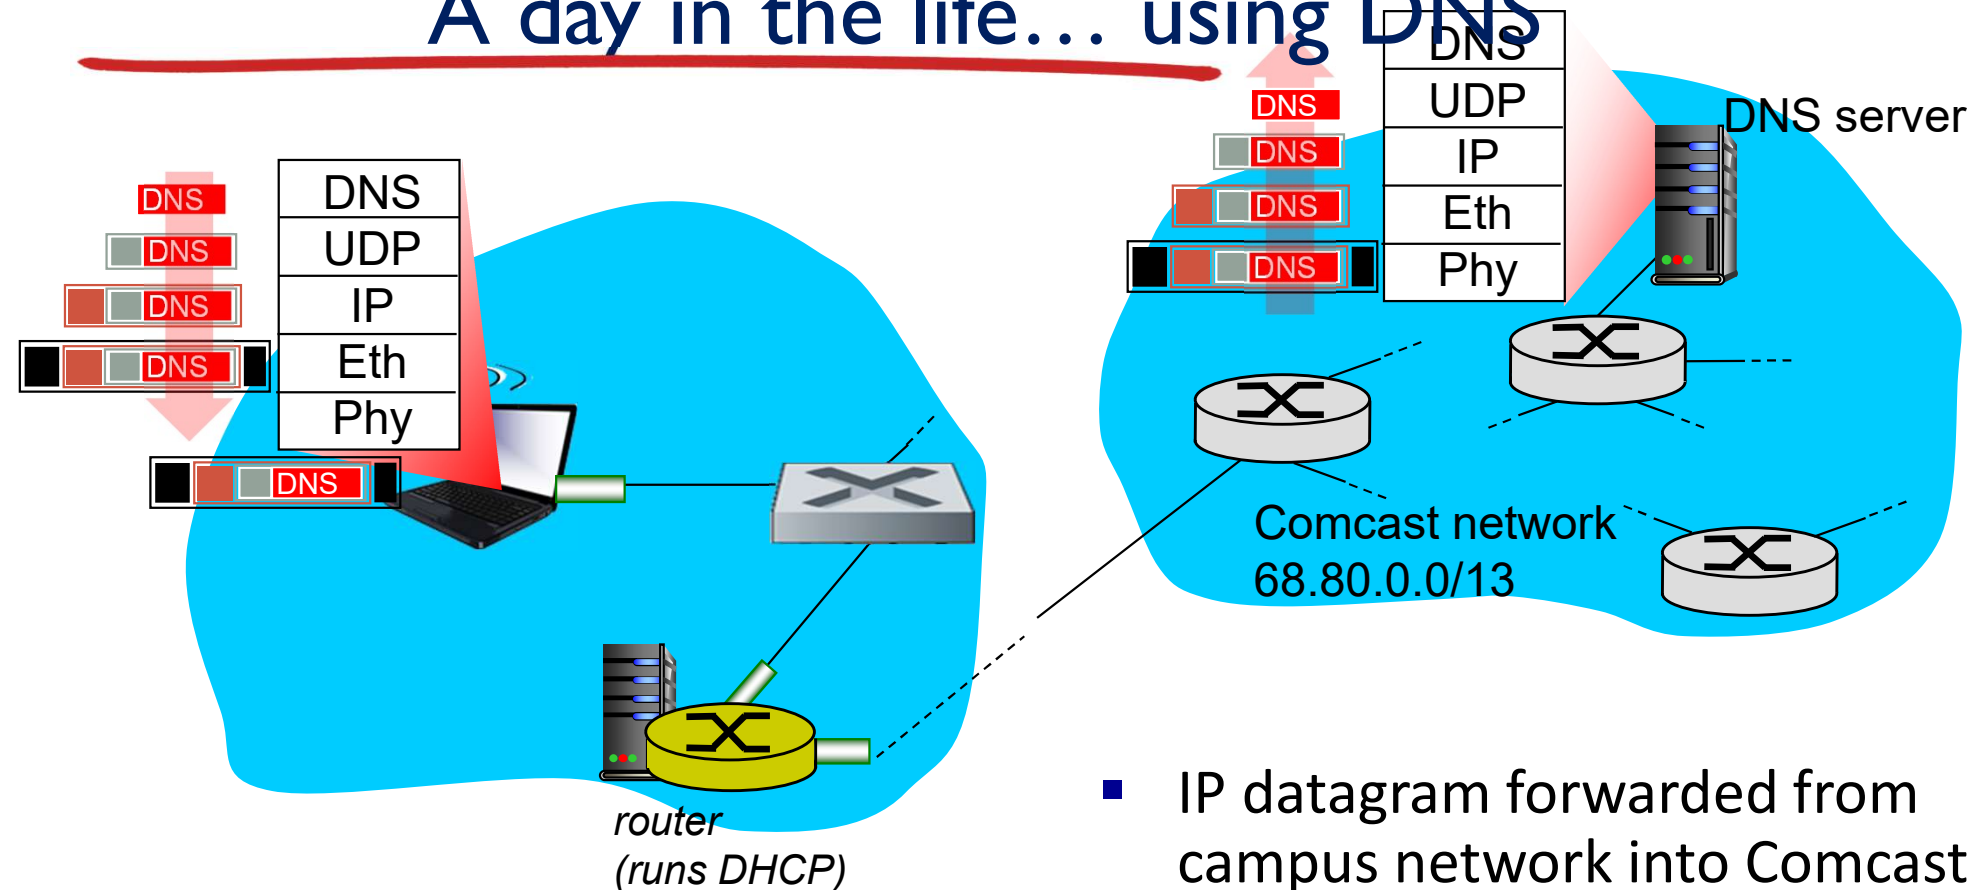 A day in the life… using DNS
DNS
UDP
IP
Eth
Phy
DNS
DNS
DNS
DNS
DNS server
DNS
UDP
IP
Eth
Phy
DNS
DNS
DNS
DNS
DNS
Comcast network
68.80.0.0/13
router
(runs DHCP)
▪ IP datagram forwarded from
campus network into Comcast